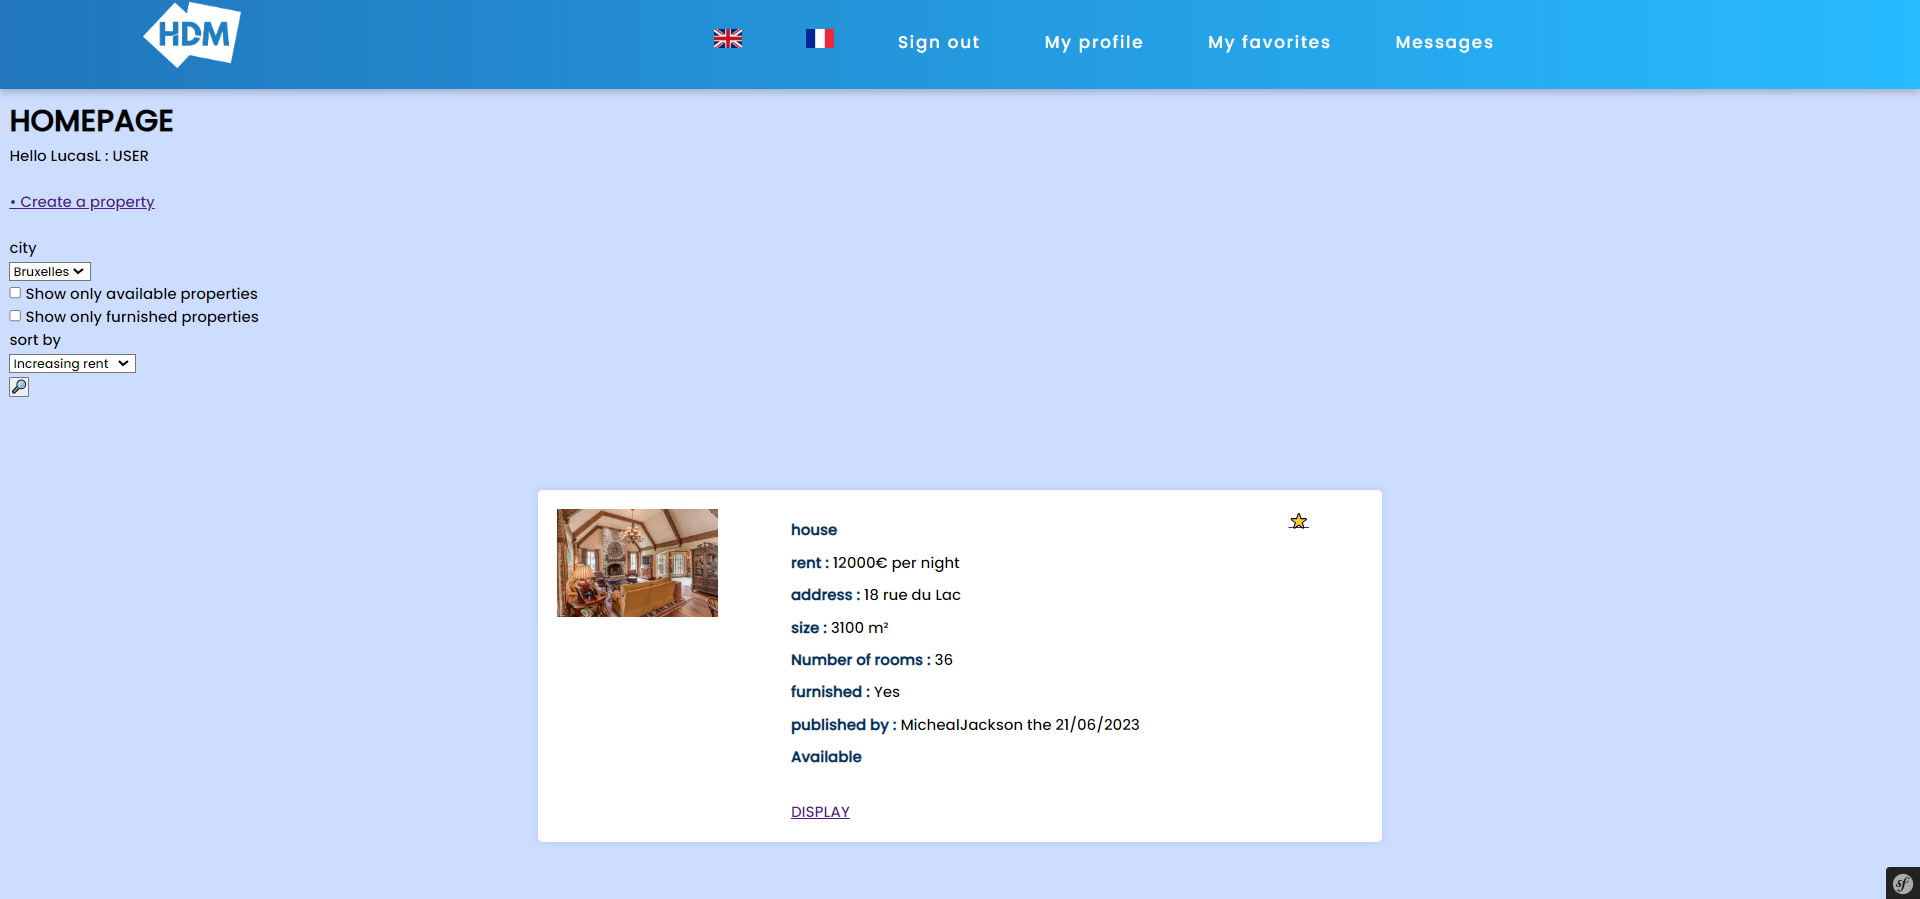 HDM
Sign out
My profile
My favorites
Messages
HOMEPAGE
Hello LucasL : USER
• Create a property
city
Bruxelles
Show only available properties
Show only furnished properties
sort by
Increasing rent
house
rent : 12000€ per night
address : 18 rue du Lac
size : 3100 m²
Number of rooms : 36
furnished : Yes
published by : MichealJackson the 21/06/2023
Available
DISPLAY
sf